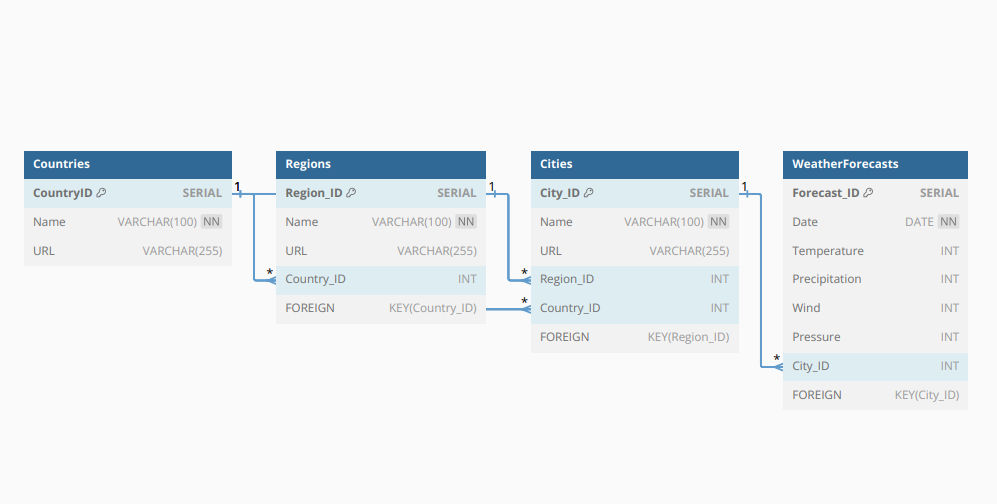 Countries
CountryID SERIAL
Name VARCHAR(100) NN
URL VARCHAR(255)
1
*
Regions
Region_ID SERIAL
Name VARCHAR(100) NN
URL VARCHAR(255)
Country_ID INT
FOREIGN KEY(Country_ID)
1
*
*
Cities
City_ID SERIAL
Name VARCHAR(100) NN
URL VARCHAR(255)
Region_ID INT
Country_ID INT
FOREIGN KEY(Region_ID)
1
*
WeatherForecasts
Forecast_ID SERIAL
Date DATE NN
Temperature INT
Precipitation INT
Wind INT
Pressure INT
City_ID INT
FOREIGN KEY(City_ID)